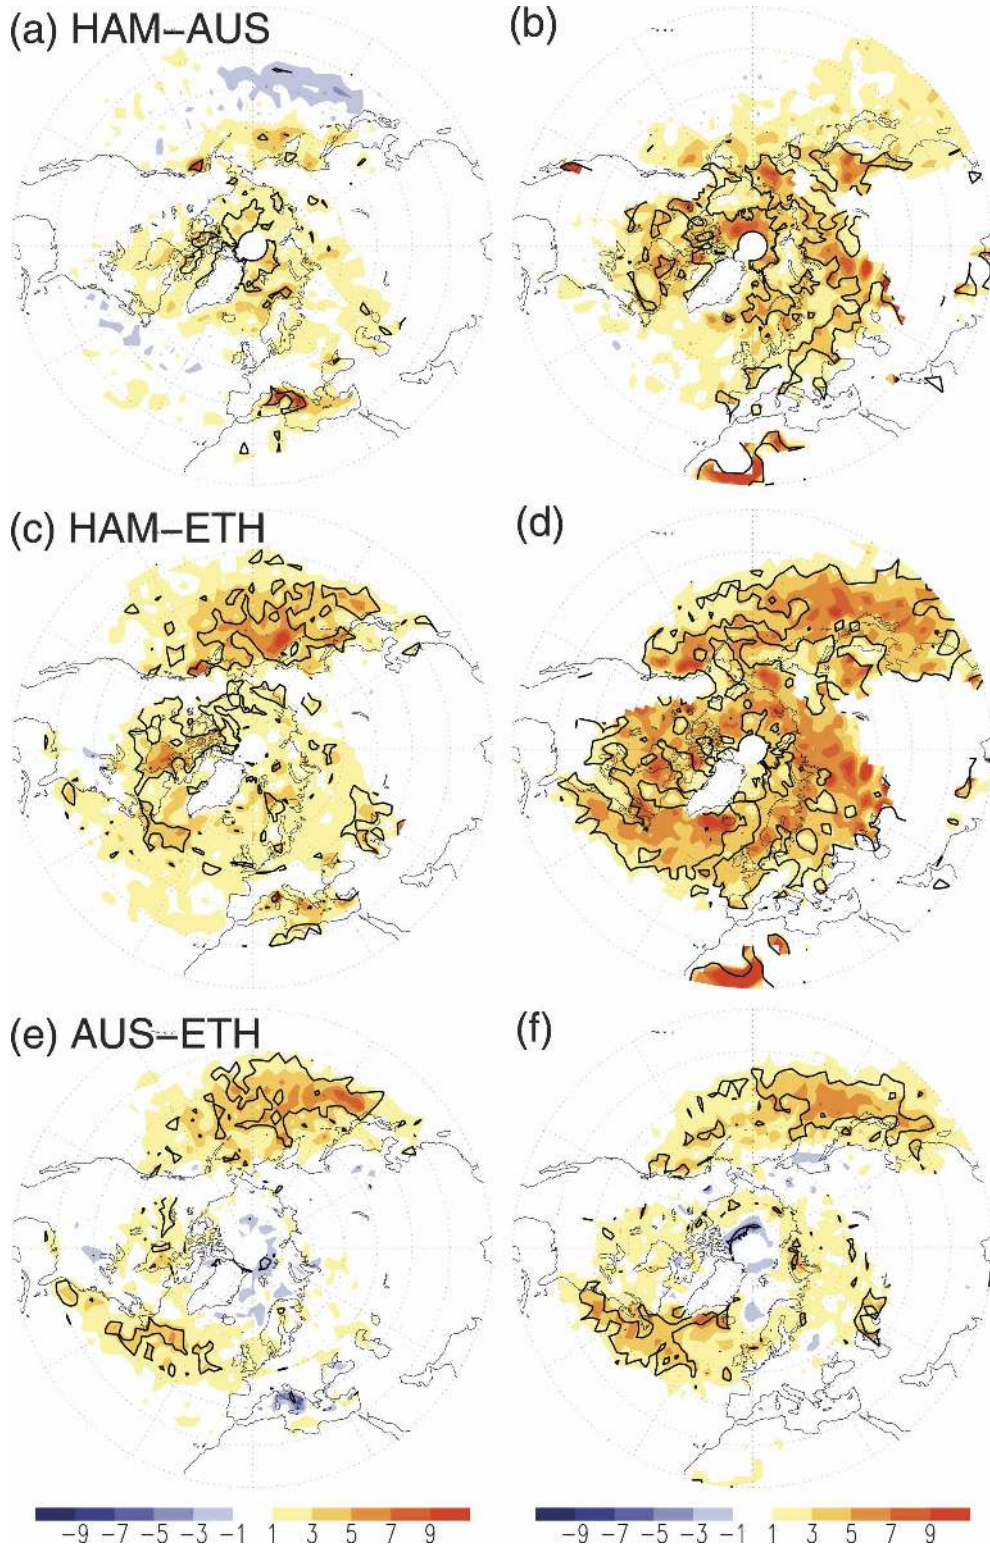 (a) HAM–AUS
(b)
(c) HAM–ETH
(d)
(e) AUS–ETH
(f)
−9 −7 −5 −3 −1 1 3 5 7 9
−9 −7 −5 −3 −1 1 3 5 7 9